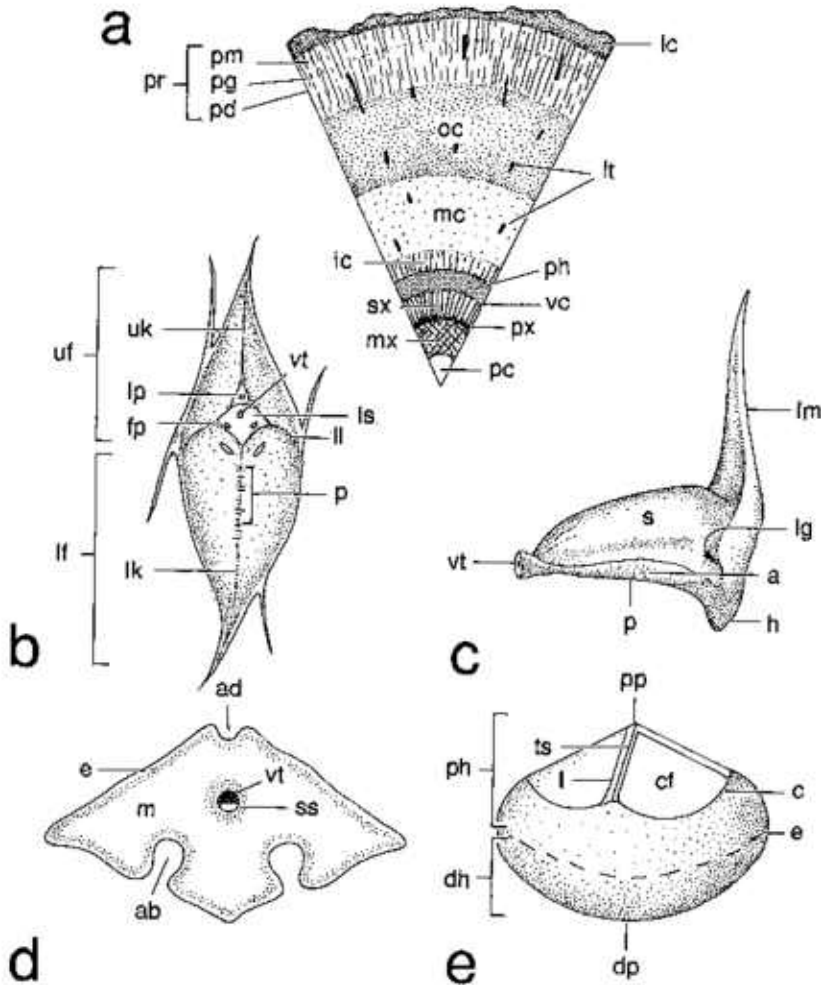 a
pr
pm
pg
pd
lc
oc
lt
mc
ic
ph
sx
vc
mx
px
pc
uf
uk
vt
lp
ls
fp
ll
p
lf
lk
b
lm
s
lg
vt
a
p
h
c
ad
e
vt
m
ss
ab
d
pp
ts
ph
l
cf
c
e
dh
dp
e